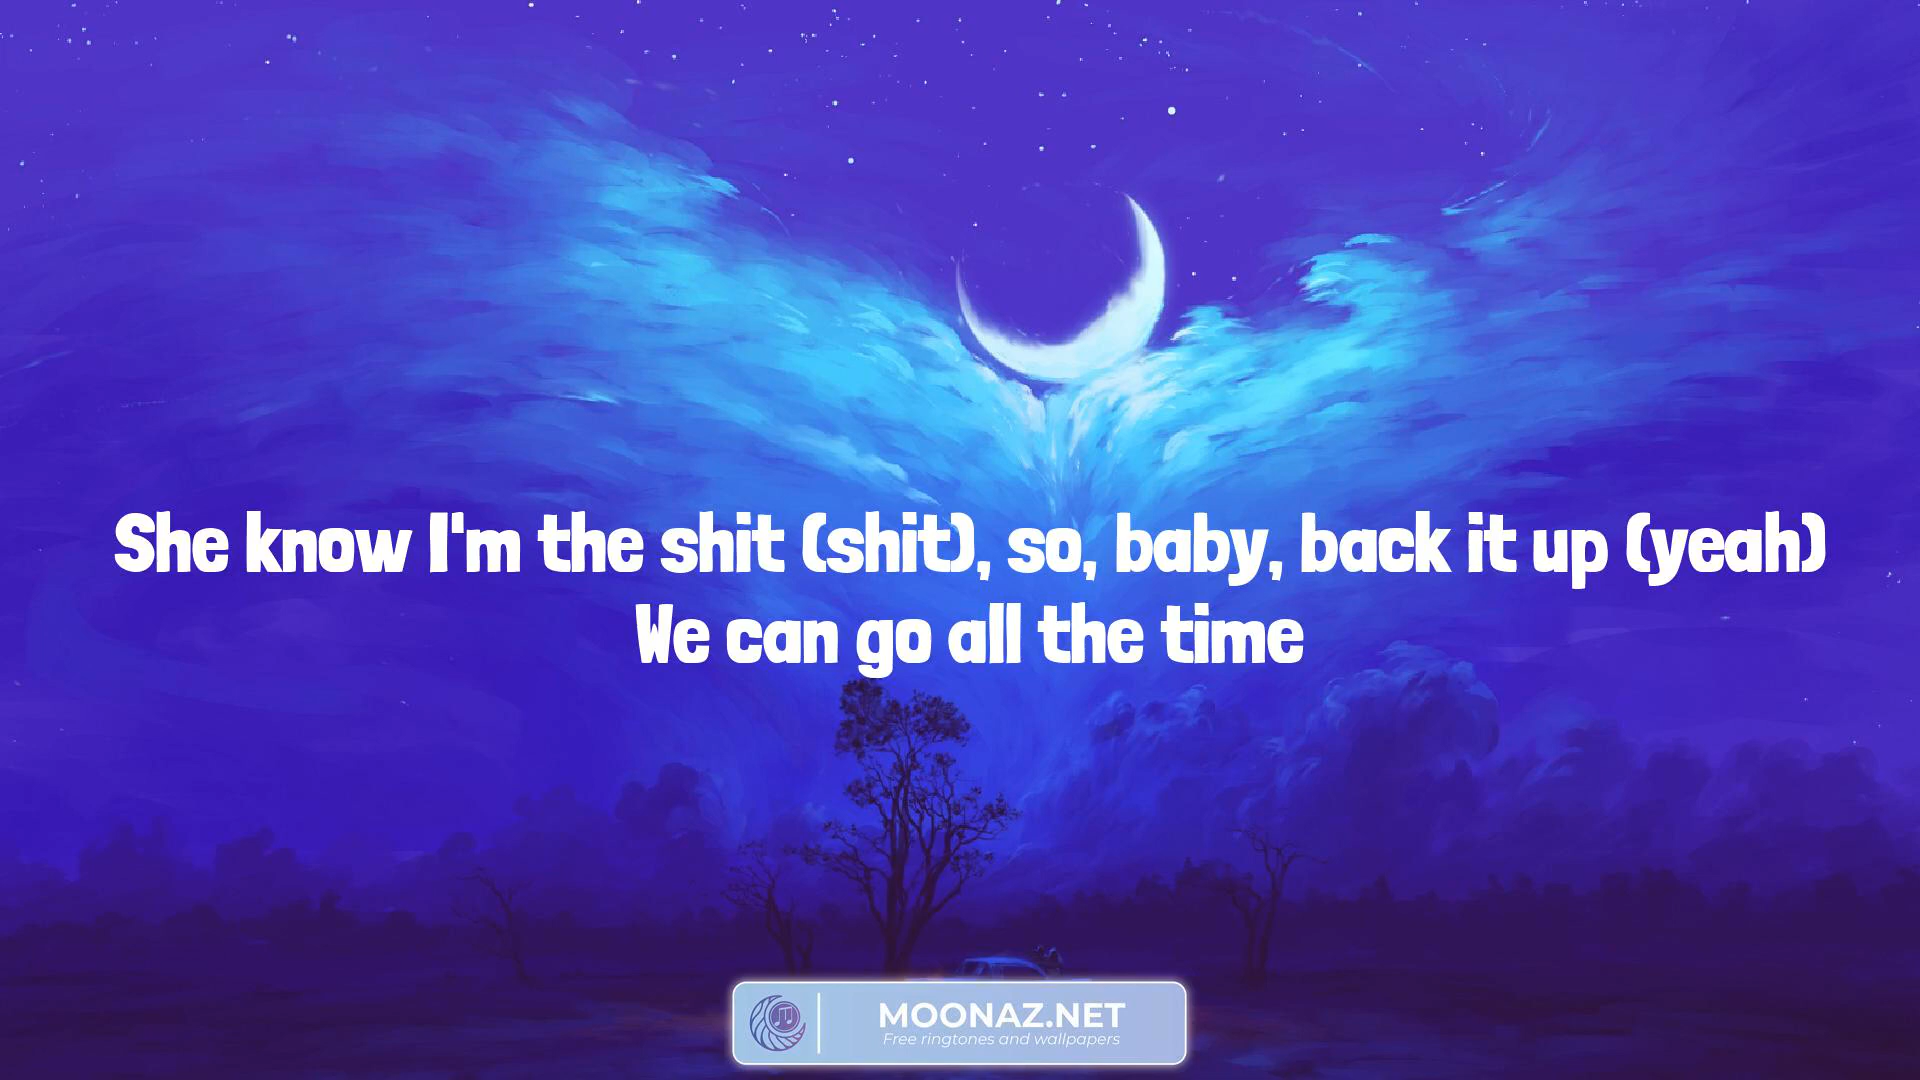 She know I'm the shit (shit), so, baby, back it up (yeah)
We can go all the time
MOONAZ.NET
Free ringtones and wallpapers